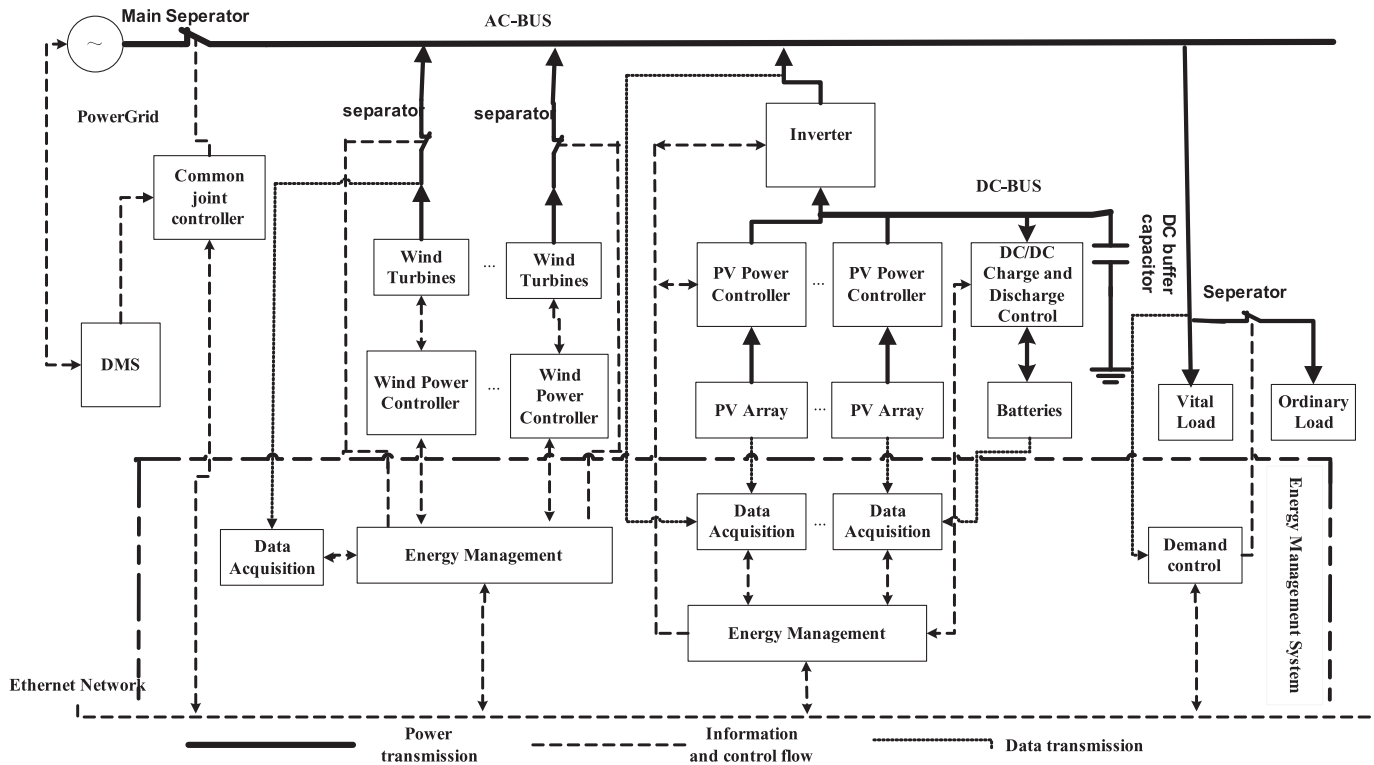 Main Seperator
AC-BUS
~
PowerGrid
separator
separator
Inverter
Common
joint
controller
DC-BUS
DC buffer
capacitor
Wind
Turbines
...
Wind
Turbines
PV Power
Controller
...
PV Power
Controller
DC/DC
Charge and
Discharge
Control
Seperator
DMS
Wind Power
Controller
...
Wind
Power
Controller
PV Array
...
PV Array
Batteries
Vital
Load
Ordinary
Load
Data
Acquisition
Energy Management
Data
Acquisition
...
Data
Acquisition
Demand
control
Energy Management System
Energy Management
Ethernet Network
Power
transmission
Information
and control flow
Data transmission